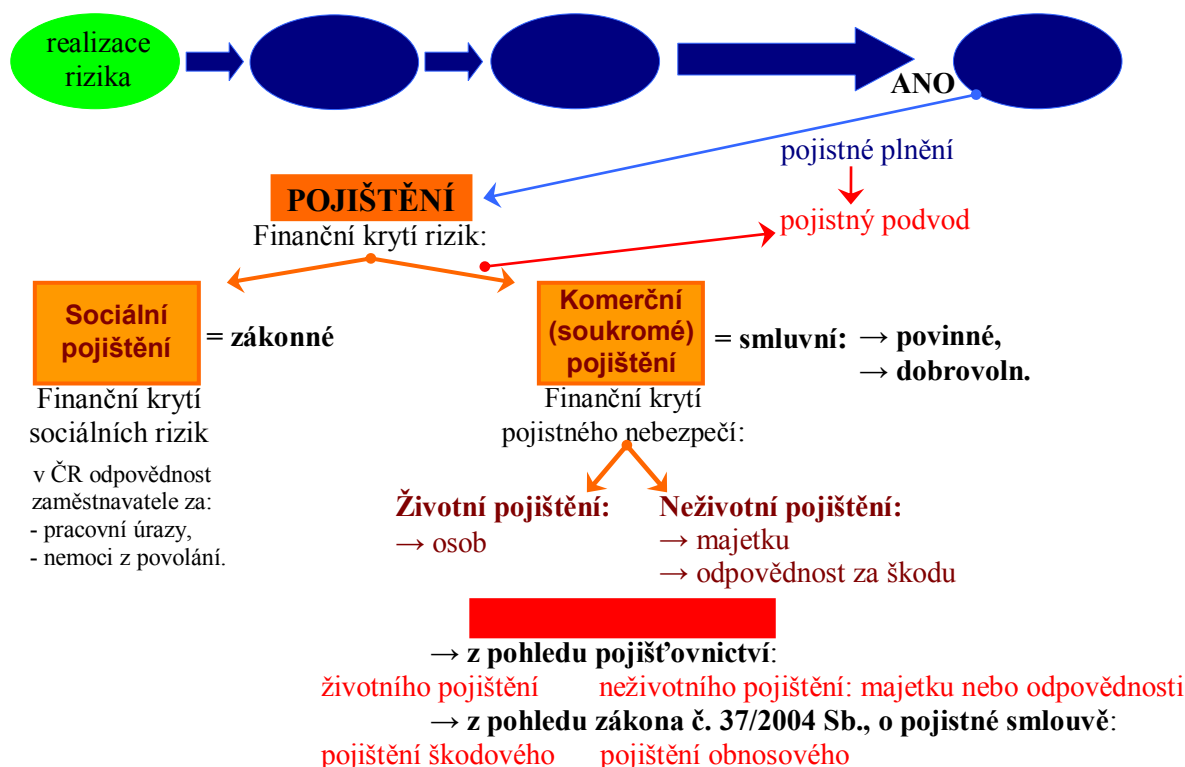 realizace
rizika
ANO
pojistné plnění
POJIŠTĚNÍ
pojistný podvod
Finanční krytí rizik:
Sociální
pojištění
= zákonné
Komerční
(soukromé)
pojištění
= smluvní:
→ povinné,
→ dobrovoln.
Finanční krytí
sociálních rizik
Finanční krytí
pojistného nebezpečí:
v ČR odpovědnost
zaměstnavatele za:
- pracovní úrazy,
- nemoci z povolání.
Životní pojištění:
→ osob
Neživotní pojištění:
→ majetku
→ odpovědnost za škodu
→ z pohledu pojišťovnictví:
životního pojištění neživotního pojištění: majetku nebo odpovědnosti
→ z pohledu zákona č. 37/2004 Sb., o pojistné smlouvě:
pojištění škodového pojištění obnosového